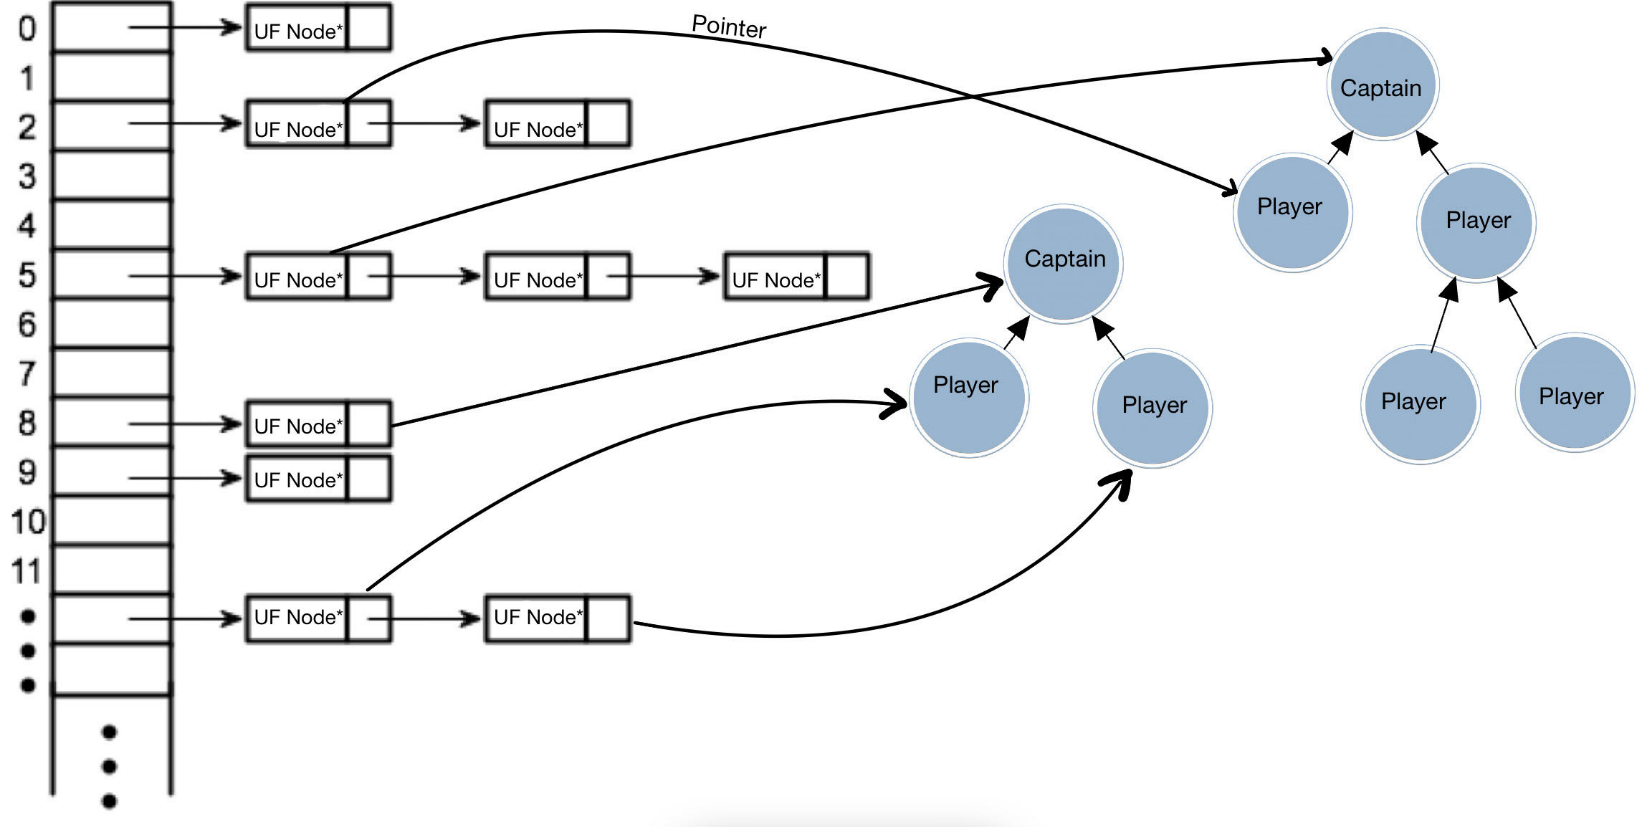 0
UF Node*
Pointer
Captain
1
2
UF Node*
UF Node*
3
Player
Player
4
Captain
5
UF Node*
UF Node*
UF Node*
6
7
Player
Player
Player
Player
8
UF Node*
9
UF Node*
10
11
UF Node*
UF Node*